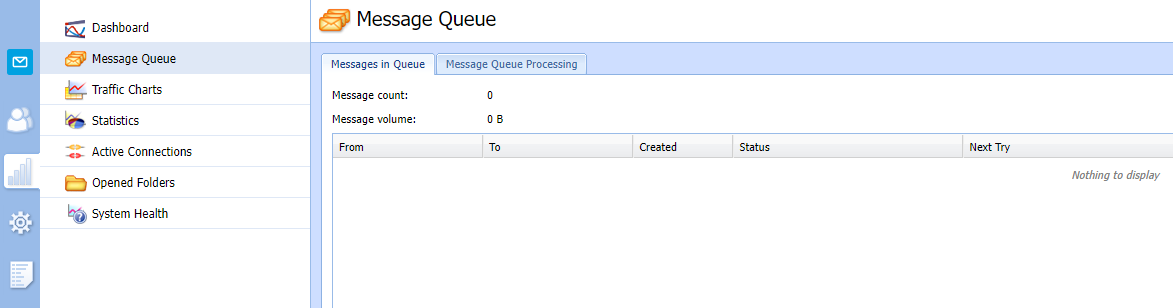 Dashboard
Message Queue
Traffic Charts
Statistics
Active Connections
Opened Folders
System Health
Message Queue
Messages in Queue Message Queue Processing
Message count: 0
Message volume: 0 B
From To Created Status Next Try
Nothing to display